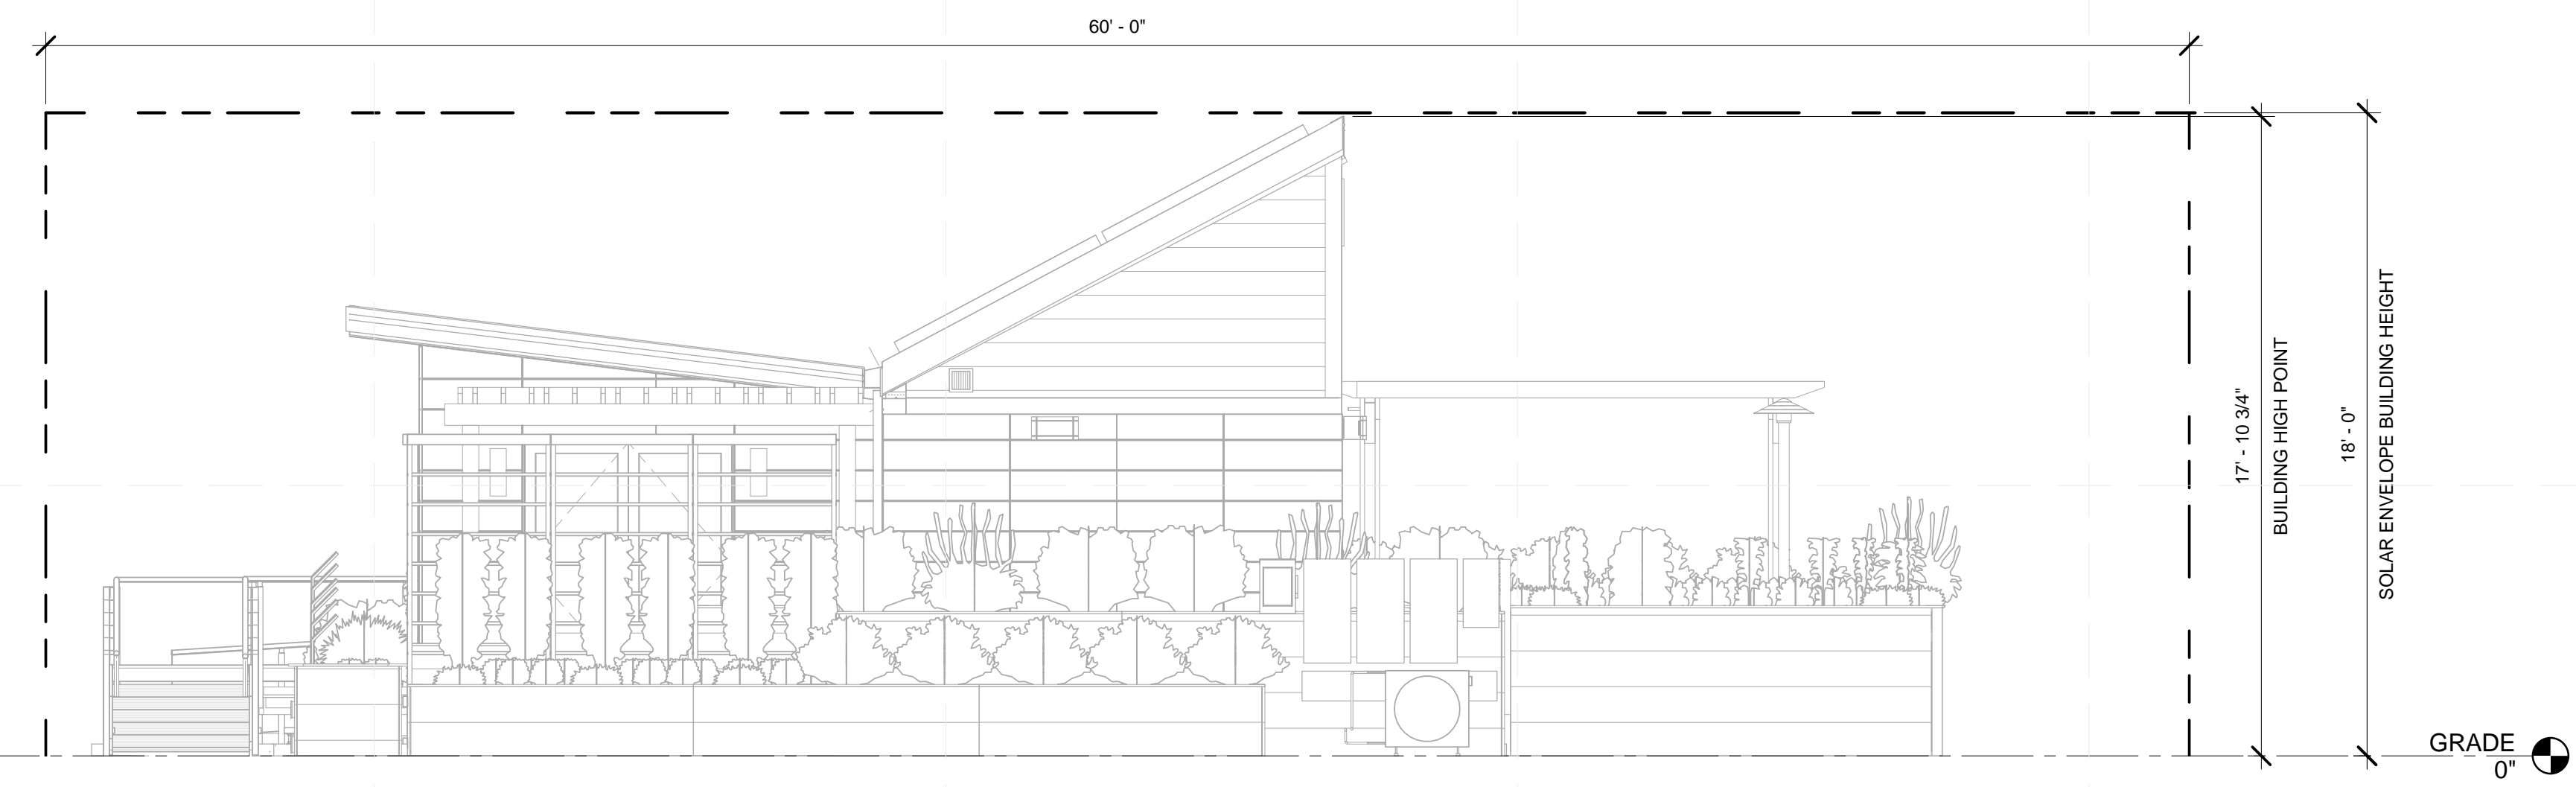 60' - 0"
17' - 10 3/4"
BUILDING HIGH POINT
18' - 0"
SOLAR ENVELOPE BUILDING HEIGHT
GRADE
0"